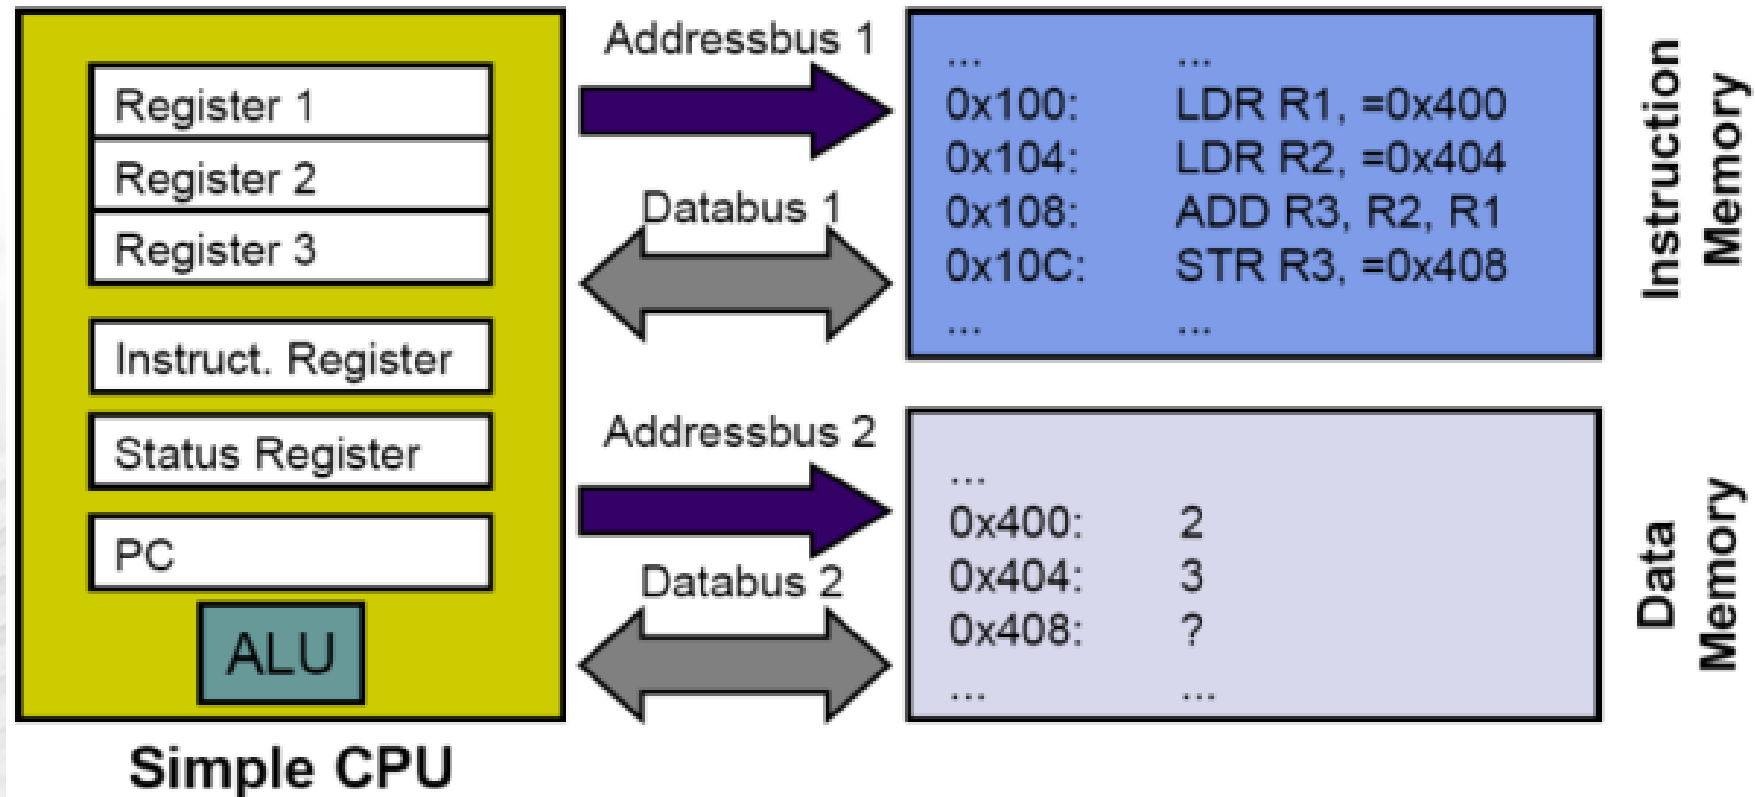 Register 1
Register 2
Register 3
Instruct. Register
Status Register
PC
ALU
Simple CPU
Addressbus 1
Databus 1
Addressbus 2
Databus 2
... ...
0x100: LDR R1, =0x400
0x104: LDR R2, =0x404
0x108: ADD R3, R2, R1
0x10C: STR R3, =0x408
... ...
Instruction
Memory
...
0x400: 2
0x404: 3
0x408: ?
... ...
Data
Memory